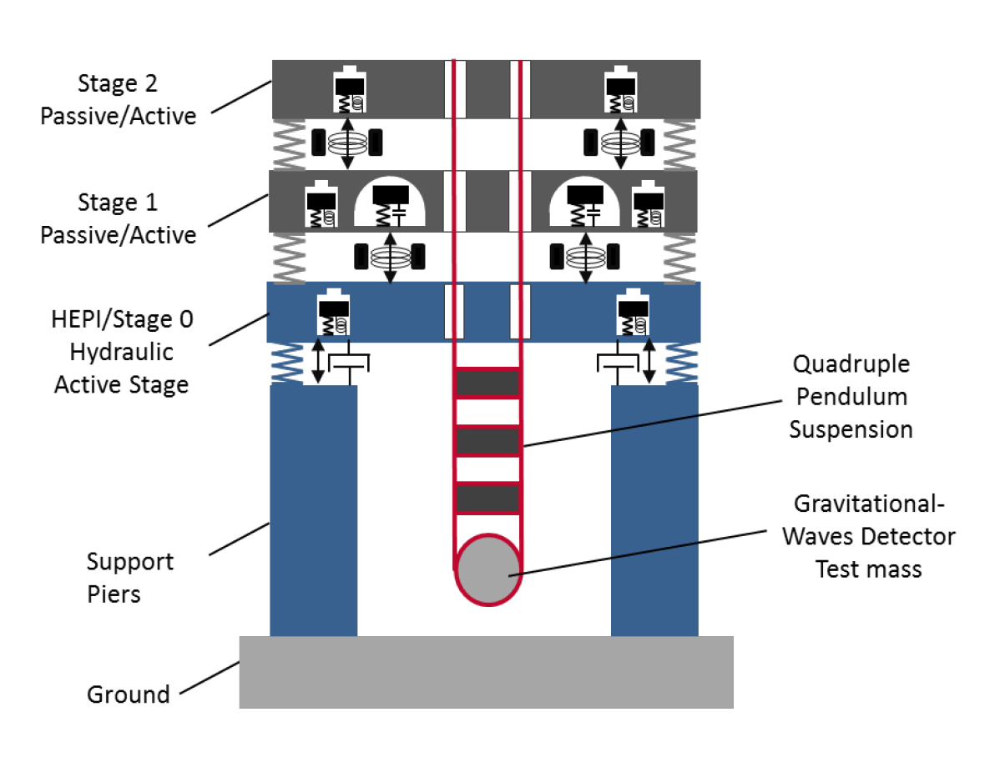 Stage 2
Passive/Active
Stage 1
Passive/Active
HEPI/Stage 0
Hydraulic
Active Stage
Quadruple
Pendulum
Suspension
Gravitational-
Waves Detector
Test mass
Support
Piers
Ground